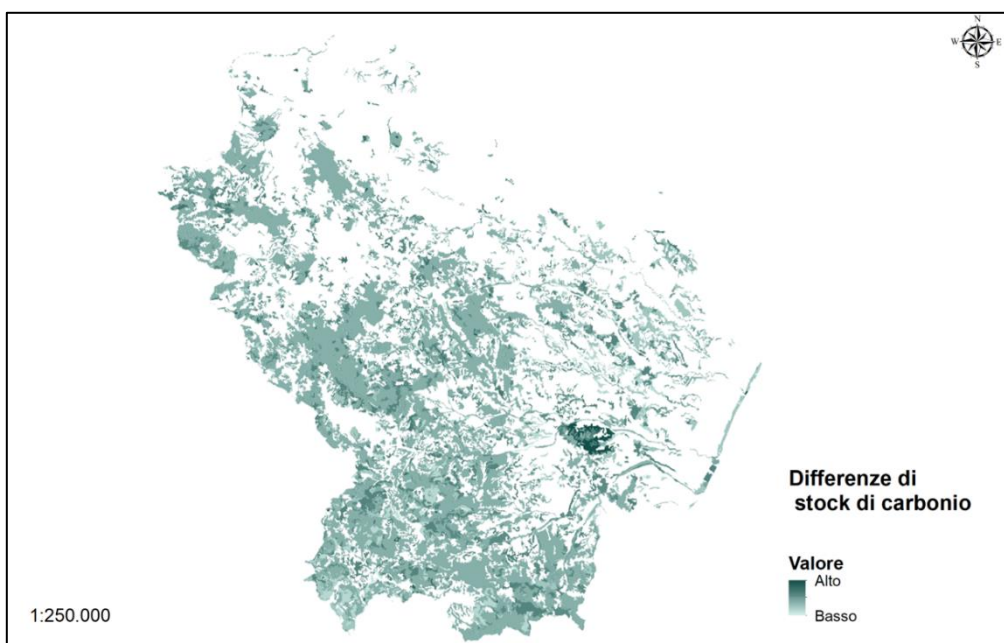 N
W E
S
Differenze di
stock di carbonio
Valore
Alto
Basso
1:250.000